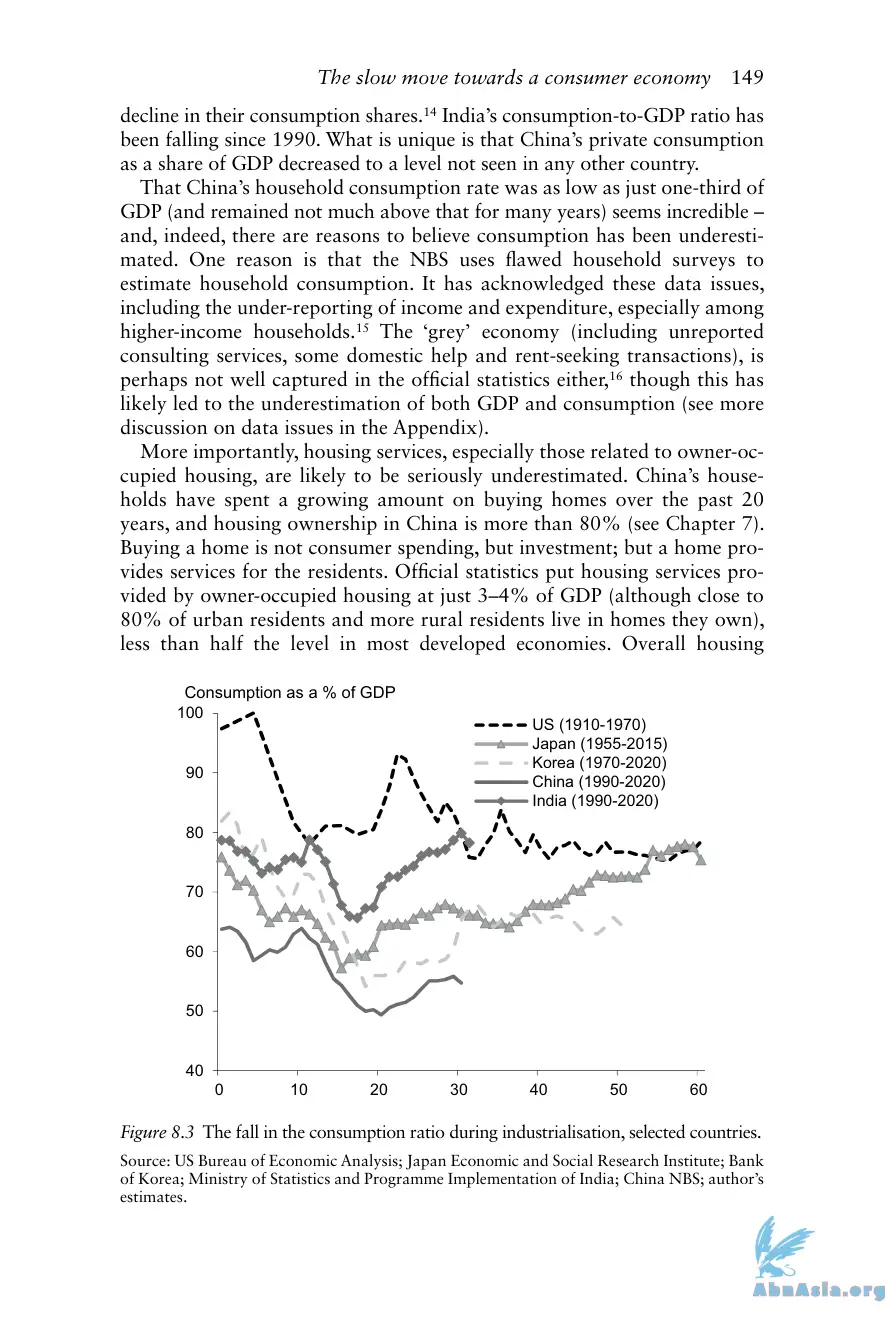 The slow move towards a consumer economy 149
decline in their consumption shares.¹⁴ India’s consumption-to-GDP ratio has
been falling since 1990. What is unique is that China’s private consumption
as a share of GDP decreased to a level not seen in any other country.
That China’s household consumption rate was as low as just one-third of
GDP (and remained not much above that for many years) seems incredible –
and, indeed, there are reasons to believe consumption has been underesti-
mated. One reason is that the NBS uses flawed household surveys to
estimate household consumption. It has acknowledged these data issues,
including the under-reporting of income and expenditure, especially among
higher-income households.¹⁵ The ‘grey’ economy (including unreported
consulting services, some domestic help and rent-seeking transactions), is
perhaps not well captured in the official statistics either,¹⁶ though this has
likely led to the underestimation of both GDP and consumption (see more
discussion on data issues in the Appendix).
More importantly, housing services, especially those related to owner-oc-
cupied housing, are likely to be seriously underestimated. China’s house-
holds have spent a growing amount on buying homes over the past 20
years, and housing ownership in China is more than 80% (see Chapter 7).
Buying a home is not consumer spending, but investment; but a home pro-
vides services for the residents. Official statistics put housing services pro-
vided by owner-occupied housing at just 3–4% of GDP (although close to
80% of urban residents and more rural residents live in homes they own),
less than half the level in most developed economies. Overall housing
Consumption as a % of GDP
100
90
80
70
60
50
40
0 10 20 30 40 50 60
US (1910-1970)
Japan (1955-2015)
Korea (1970-2020)
China (1990-2020)
India (1990-2020)
Figure 8.3 The fall in the consumption ratio during industrialisation, selected countries.
Source: US Bureau of Economic Analysis; Japan Economic and Social Research Institute; Bank
of Korea; Ministry of Statistics and Programme Implementation of India; China NBS; author’s
estimates.
AbnAsia.org